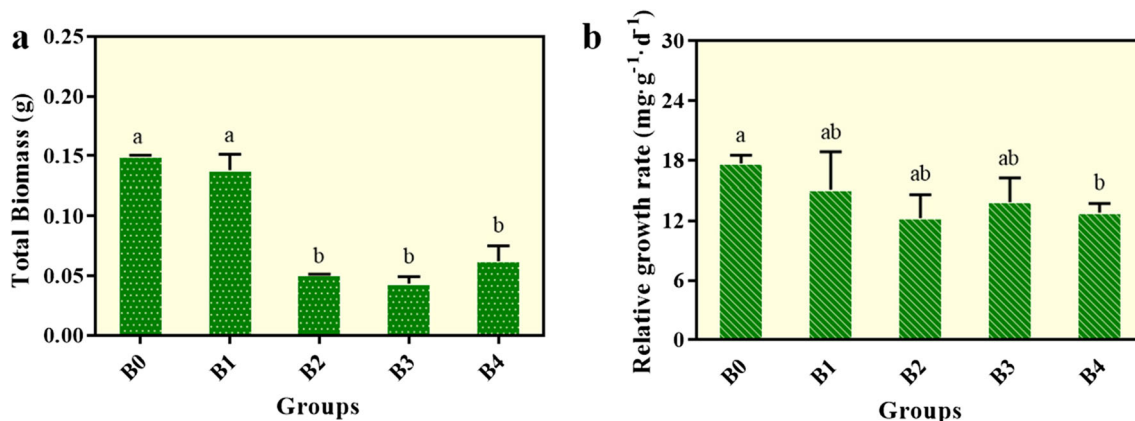 a
Total Biomass (g)
0.25
0.20
0.15
0.10
0.05
0.00
a
a
b
b
b
B0
B1
B2
B3
B4
Groups
b
Relative growth rate (mg·g⁻¹·d⁻¹)
30
24
18
12
6
0
a
ab
ab
ab
b
B0
B1
B2
B3
B4
Groups